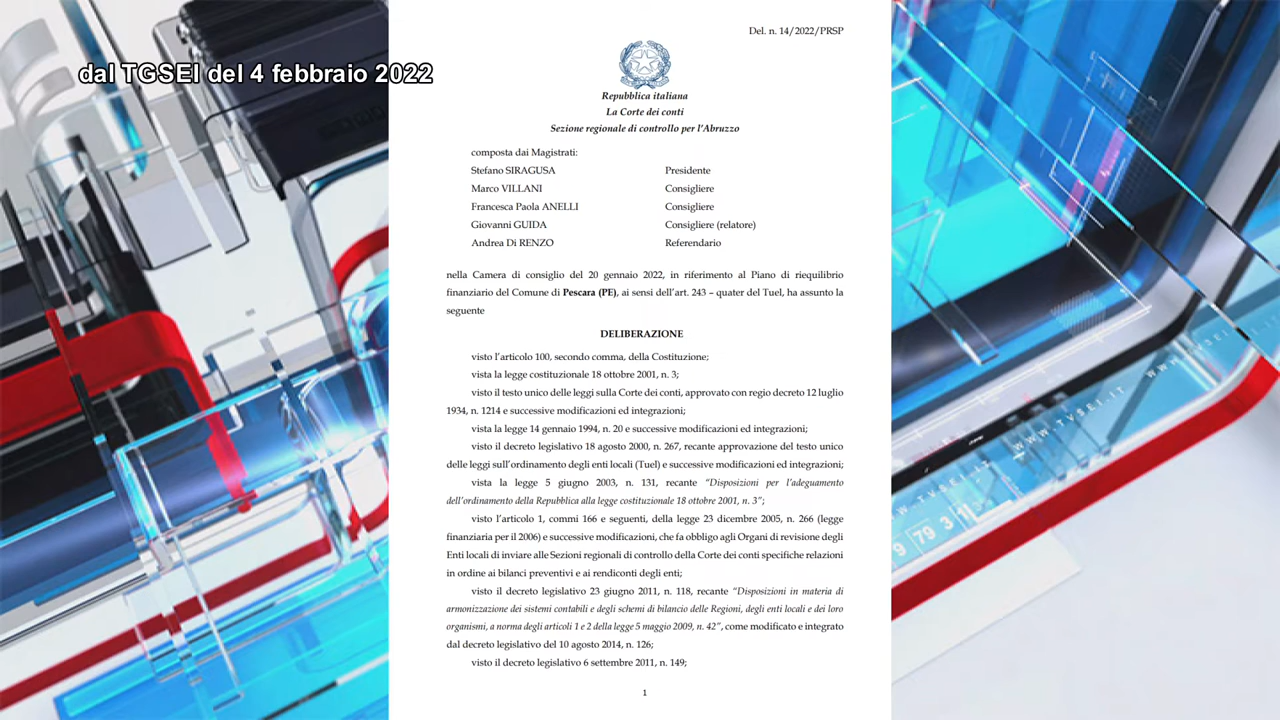 dal TGSEI del 4 febbraio 2022
Del. n. 14/2022/PRSP
Repubblica italiana
La Corte dei conti
Sezione regionale di controllo per l'Abruzzo
composta dai Magistrati:
Stefano SIRAGUSA Presidente
Marco VILLANI Consigliere
Francesca Paola ANELLI Consigliere
Giovanni GUIDA Consigliere (relatore)
Andrea Di RENZO Referendario
nella Camera di consiglio del 20 gennaio 2022, in riferimento al Piano di riequilibrio
finanziario del Comune di Pescara (PE), ai sensi dell'art. 243 – quater del Tuel, ha assunto la
seguente
DELIBERAZIONE
visto l'articolo 100, secondo comma, della Costituzione;
vista la legge costituzionale 18 ottobre 2001, n. 3;
visto il testo unico delle leggi sulla Corte dei conti, approvato con regio decreto 12 luglio
1934, n. 1214 e successive modificazioni ed integrazioni;
vista la legge 14 gennaio 1994, n. 20 e successive modificazioni ed integrazioni;
visto il decreto legislativo 18 agosto 2000, n. 267, recante approvazione del testo unico
delle leggi sull'ordinamento degli enti locali (Tuel) e successive modificazioni ed integrazioni;
vista la legge 5 giugno 2003, n. 131, recante "Disposizioni per l'adeguamento
dell'ordinamento della Repubblica alla legge costituzionale 18 ottobre 2001, n. 3";
visto l'articolo 1, commi 166 e seguenti, della legge 23 dicembre 2005, n. 266 (legge
finanziaria per il 2006) e successive modificazioni, che fa obbligo agli Organi di revisione degli
Enti locali di inviare alle Sezioni regionali di controllo della Corte dei conti specifiche relazioni
in ordine ai bilanci preventivi e ai rendiconti degli enti;
visto il decreto legislativo 23 giugno 2011, n. 118, recante "Disposizioni in materia di
armonizzazione dei sistemi contabili e degli schemi di bilancio delle Regioni, degli enti locali e dei loro
organismi, a norma degli articoli 1 e 2 della legge 5 maggio 2009, n. 42", come modificato e integrato
dal decreto legislativo del 10 agosto 2014, n. 126;
visto il decreto legislativo 6 settembre 2011, n. 149;
1
WWW.TVSEI.IT
WWW.TVSEI
9 79 3 1